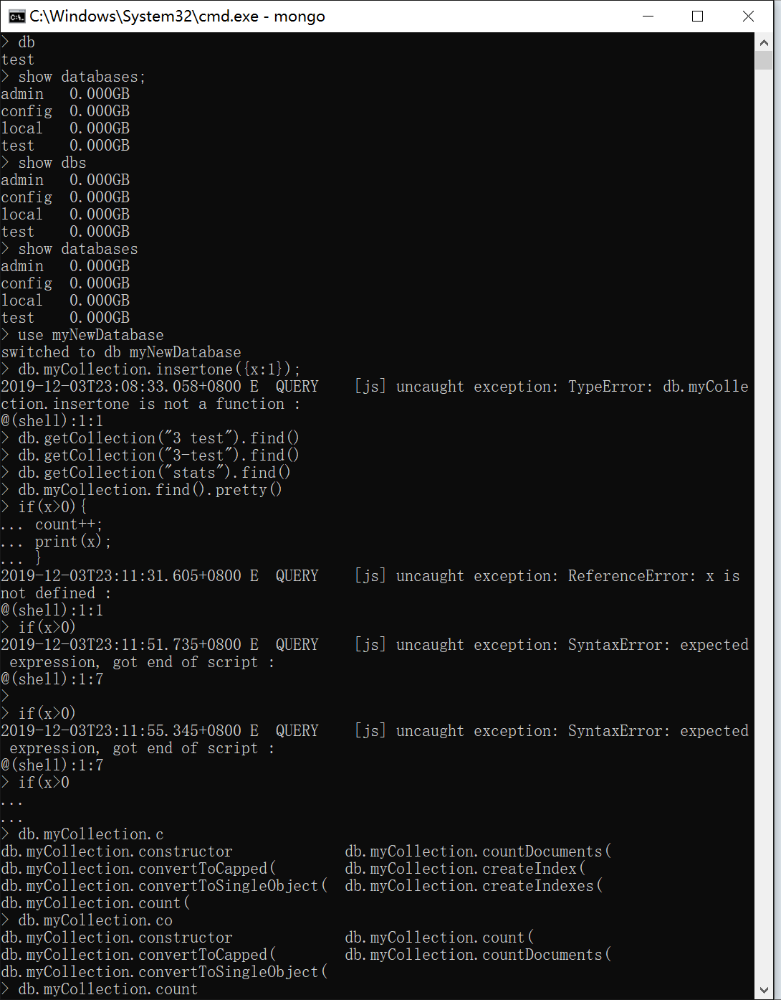 C:\Windows\System32\cmd.exe - mongo
> db
test
> show databases;
admin   0.000GB
config  0.000GB
local   0.000GB
test    0.000GB
> show dbs
admin   0.000GB
config  0.000GB
local   0.000GB
test    0.000GB
> show databases
admin   0.000GB
config  0.000GB
local   0.000GB
test    0.000GB
> use myNewDatabase
switched to db myNewDatabase
> db.myCollection.insertone({x:1});
2019-12-03T23:08:33.058+0800 E  QUERY    [js] uncaught exception: TypeError: db.myColle
ction.insertone is not a function :
@(shell):1:1
> db.getCollection("3 test").find()
> db.getCollection("3-test").find()
> db.getCollection("stats").find()
> db.myCollection.find().pretty()
> if(x>0){
... count++;
... print(x);
... }
2019-12-03T23:11:31.605+0800 E  QUERY    [js] uncaught exception: ReferenceError: x is
not defined :
@(shell):1:1
> if(x>0)
2019-12-03T23:11:51.735+0800 E  QUERY    [js] uncaught exception: SyntaxError: expected
 expression, got end of script :
@(shell):1:7
>
> if(x>0)
2019-12-03T23:11:55.345+0800 E  QUERY    [js] uncaught exception: SyntaxError: expected
 expression, got end of script :
@(shell):1:7
> if(x>0
...
...
> db.myCollection.c
db.myCollection.constructor             db.myCollection.countDocuments(
db.myCollection.convertToCapped(        db.myCollection.createIndex(
db.myCollection.convertToSingleObject(  db.myCollection.createIndexes(
db.myCollection.count(
> db.myCollection.co
db.myCollection.constructor             db.myCollection.count(
db.myCollection.convertToCapped(        db.myCollection.countDocuments(
db.myCollection.convertToSingleObject(
> db.myCollection.count